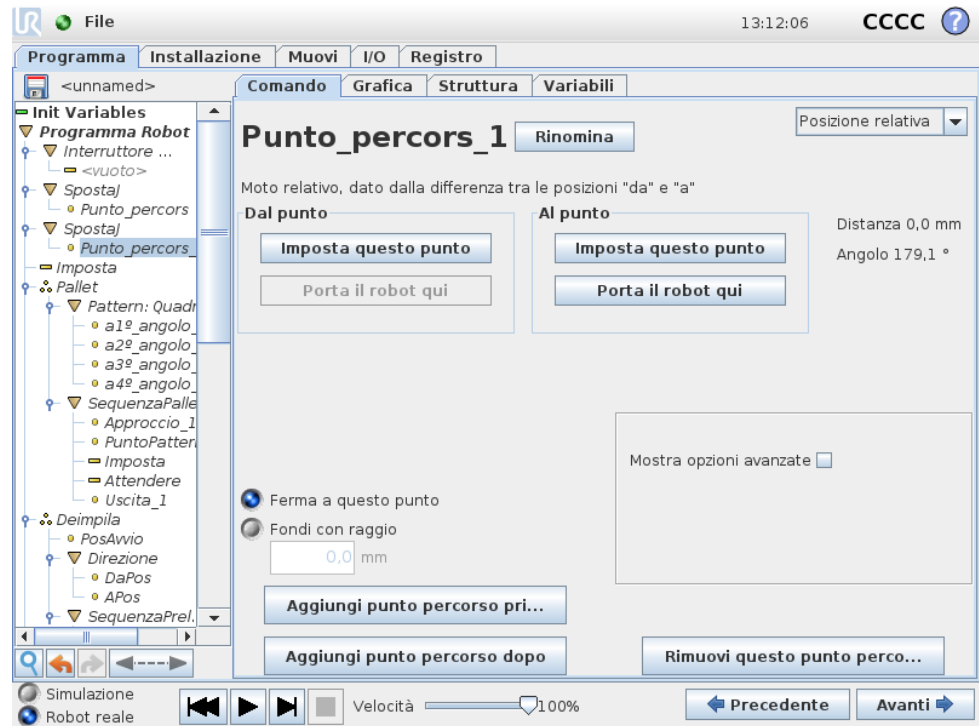 UR File 13:12:06 CCCC ?
Programma Installazione Muovi I/O Registro
<unnamed>
Comando Grafica Struttura Variabili
Init Variables
Programma Robot
Interruttore ...
<vuoto>
SpostaJ
Punto_percors
SpostaJ
Punto_percors_
Imposta
Pallet
Pattern: Quadr
a1º_angolo_
a2º_angolo_
a3º_angolo_
a4º_angolo_
SequenzaPalle
Approccio_1
PuntoPatter
Imposta
Attendere
Uscita_1
Deimpila
PosAvvio
Direzione
DaPos
APos
SequenzaPrel.
Punto_percors_1 Rinomina
Posizione relativa
Moto relativo, dato dalla differenza tra le posizioni "da" e "a"
Dal punto
Imposta questo punto
Porta il robot qui
Al punto
Imposta questo punto
Porta il robot qui
Distanza 0,0 mm
Angolo 179,1 °
Mostra opzioni avanzate
Ferma a questo punto
Fondi con raggio
0,0 mm
Aggiungi punto percorso pri...
Aggiungi punto percorso dopo
Rimuovi questo punto perco...
Simulazione
Robot reale
Velocità 100%
Precedente
Avanti